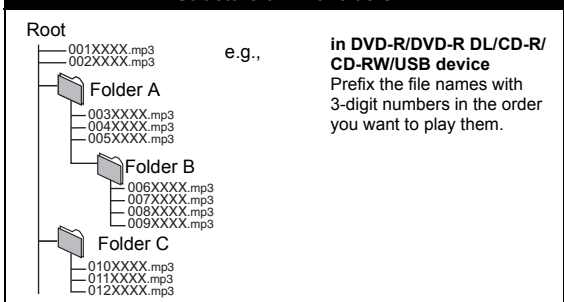 Root
001XXXX.mp3
002XXXX.mp3
e.g.,
Folder A
003XXXX.mp3
004XXXX.mp3
005XXXX.mp3
Folder B
006XXXX.mp3
007XXXX.mp3
008XXXX.mp3
009XXXX.mp3
Folder C
010XXXX.mp3
011XXXX.mp3
012XXXX.mp3
in DVD-R/DVD-R DL/CD-R/
CD-RW/USB device
Prefix the file names with
3-digit numbers in the order
you want to play them.